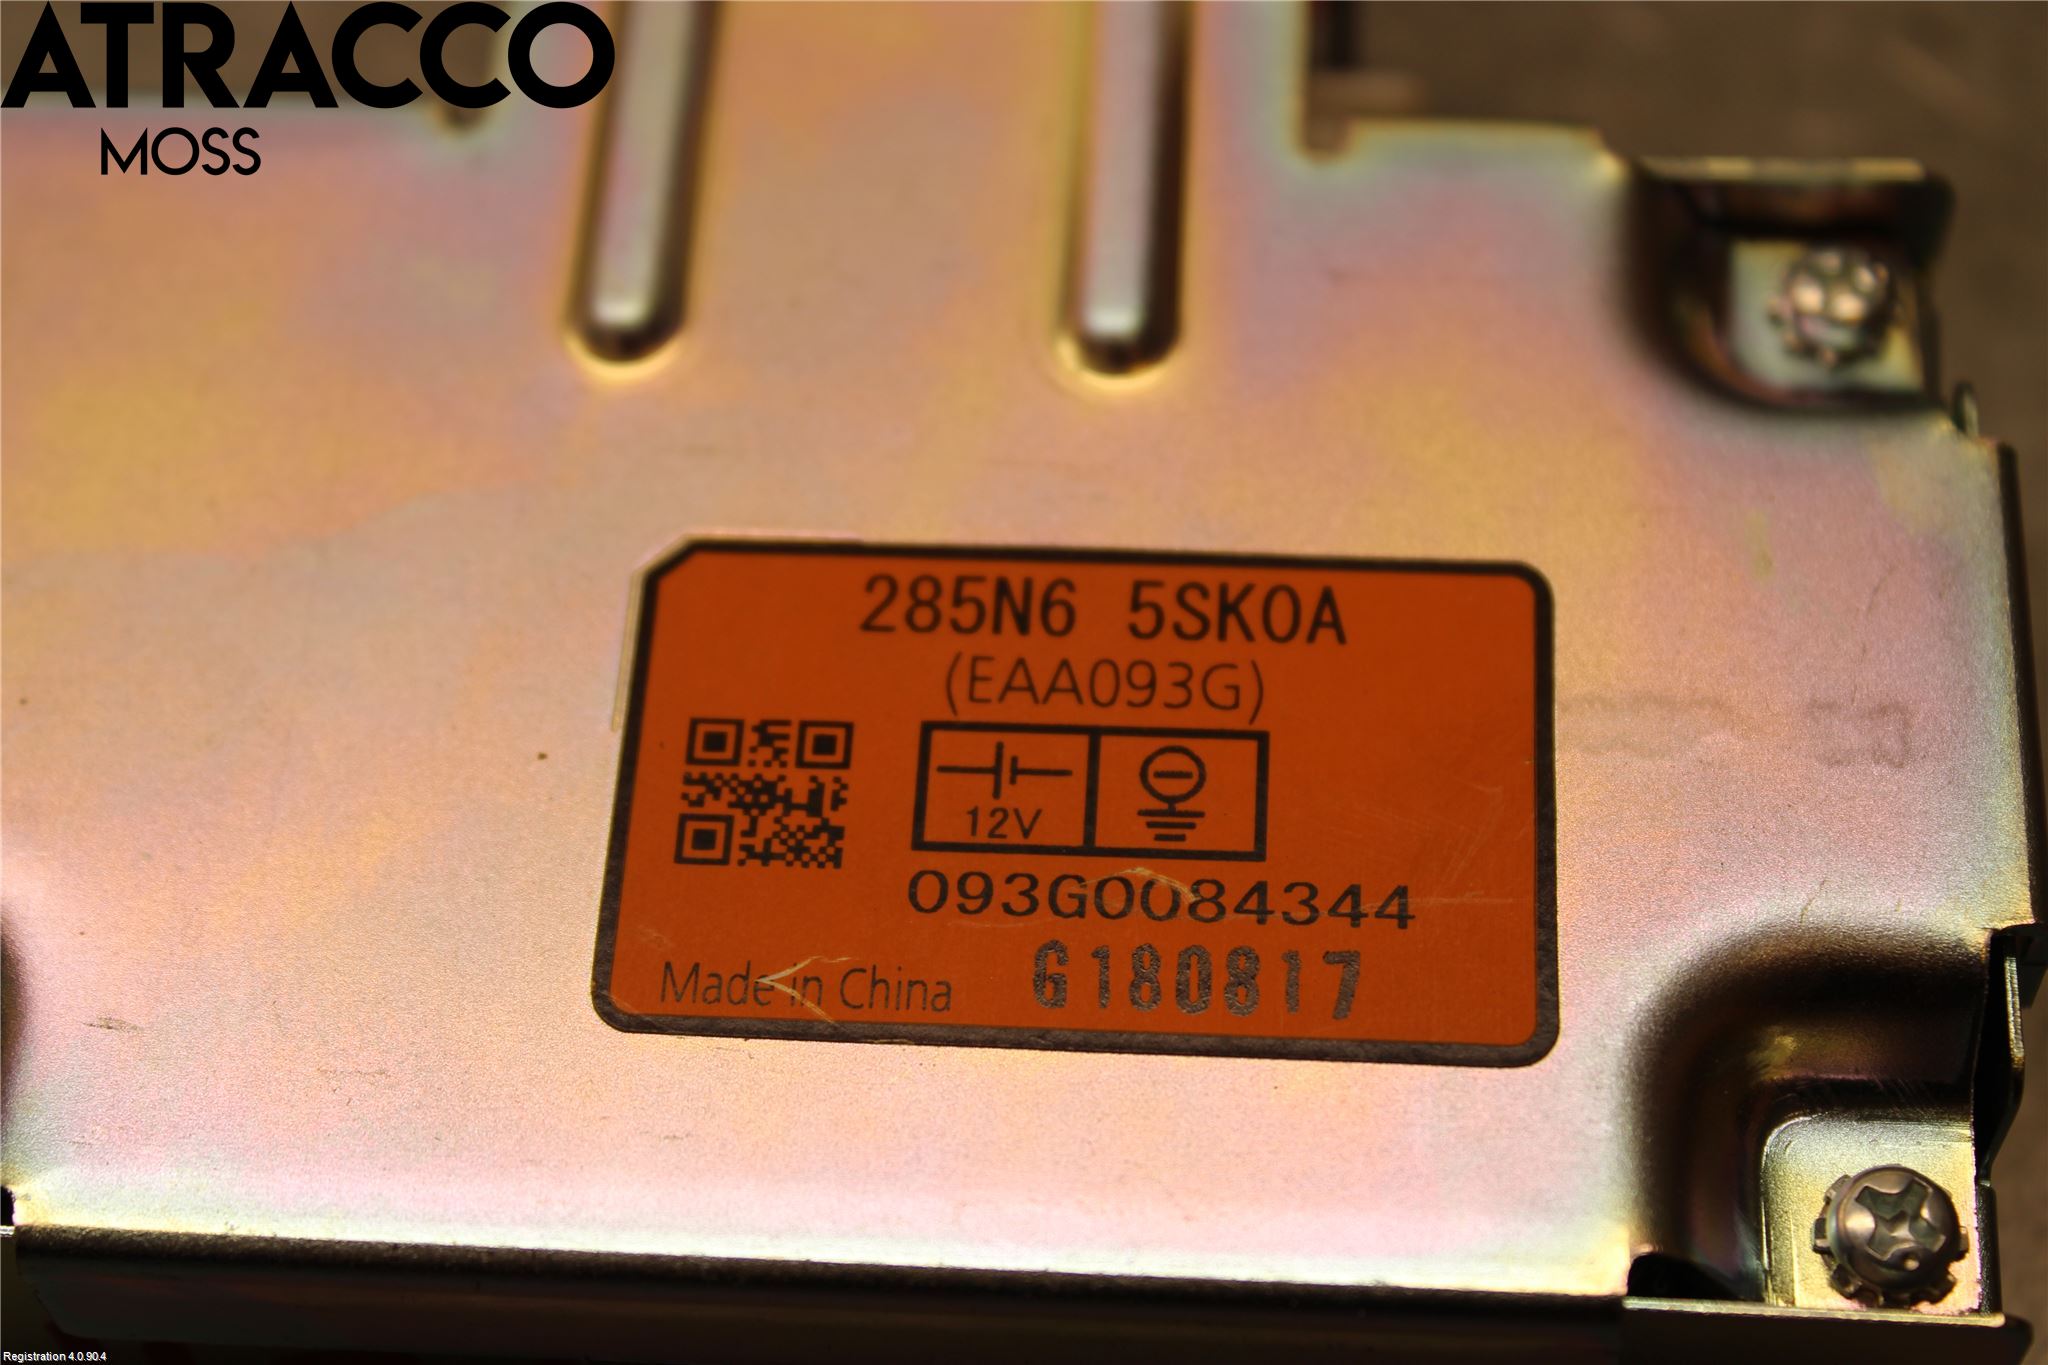 ATRACCO
MOSS
285N6 5SK0A
(EAA093G)
12V
093G0084344
Made in China G180817
Registration 4.0.90.4